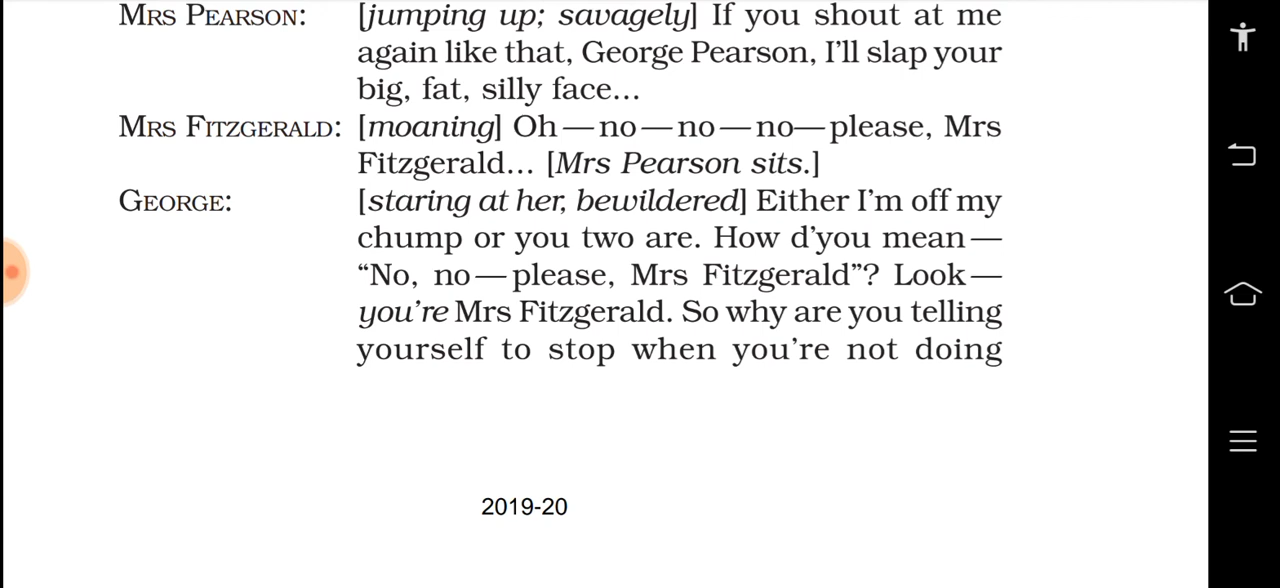 MRS PEARSON: [jumping up; savagely] If you shout at me
again like that, George Pearson, I'll slap your
big, fat, silly face...
MRS FITZGERALD: [moaning] Oh—no—no—no—please, Mrs
Fitzgerald... [Mrs Pearson sits.]
GEORGE: [staring at her, bewildered] Either I'm off my
chump or you two are. How d'you mean—
“No, no—please, Mrs Fitzgerald”? Look—
you're Mrs Fitzgerald. So why are you telling
yourself to stop when you're not doing
2019-20